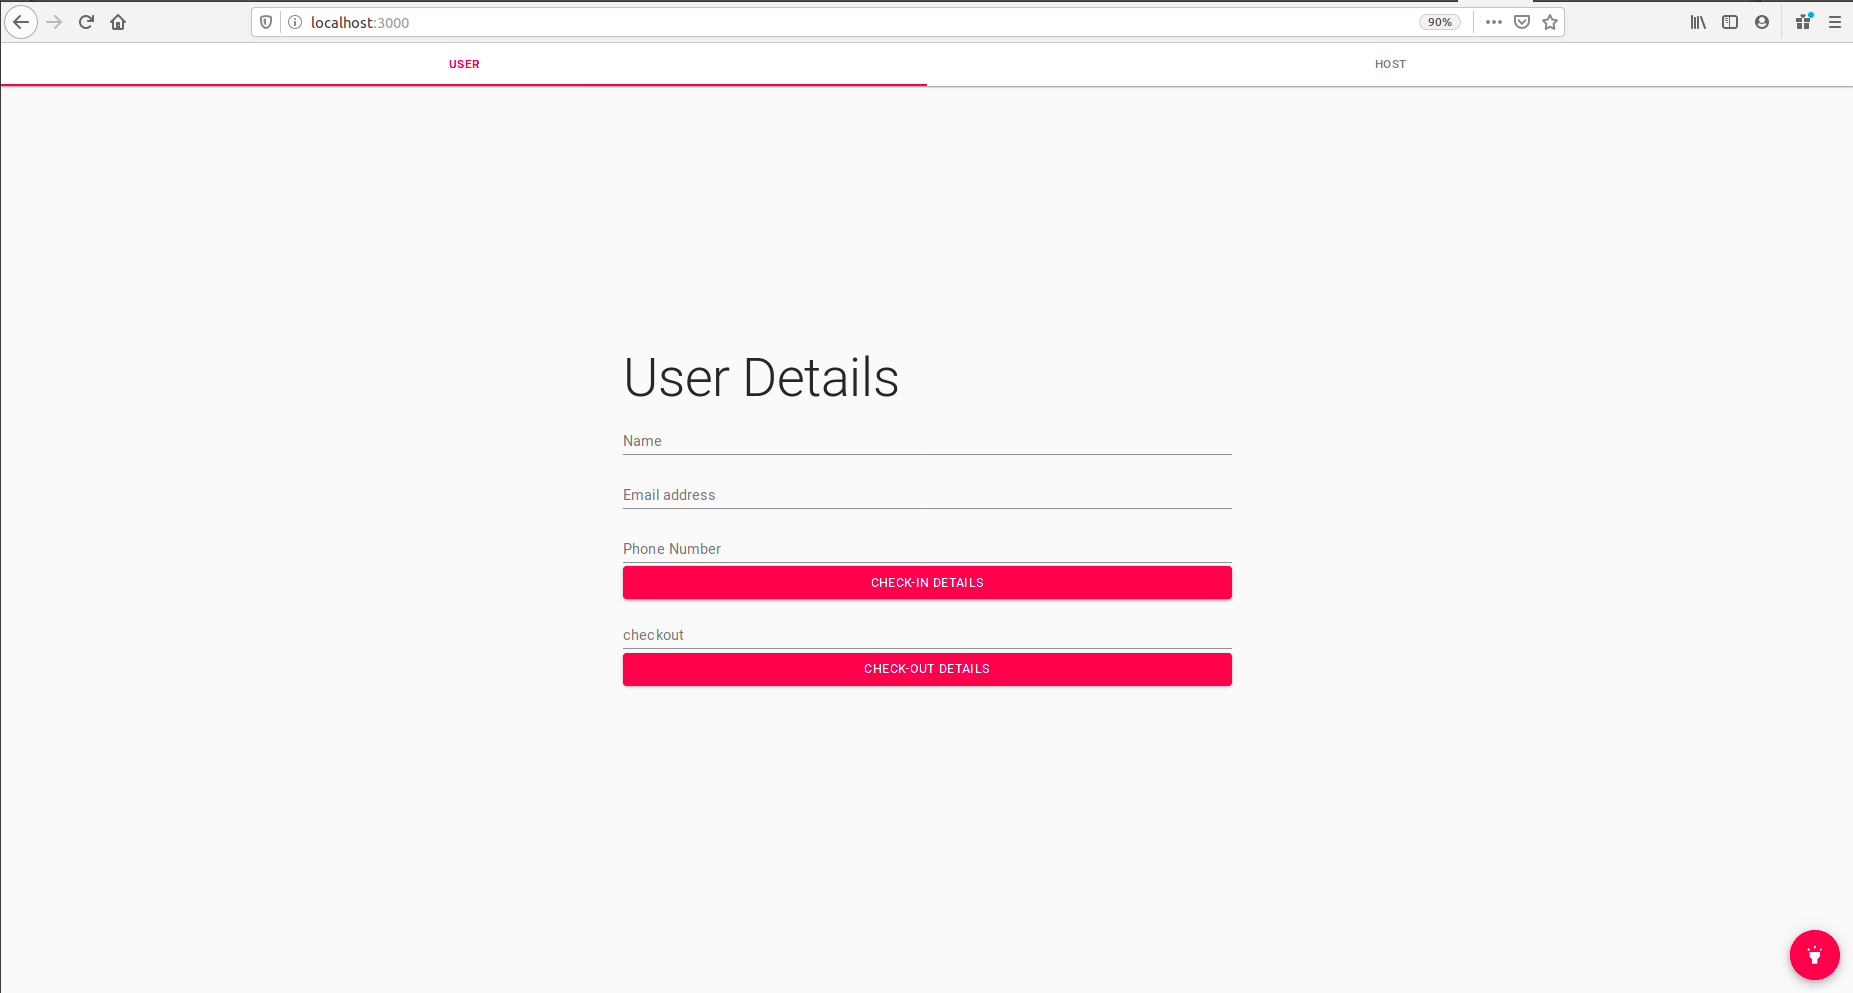 localhost:3000
90%
USER
HOST
User Details
Name
Email address
Phone Number
CHECK-IN DETAILS
checkout
CHECK-OUT DETAILS